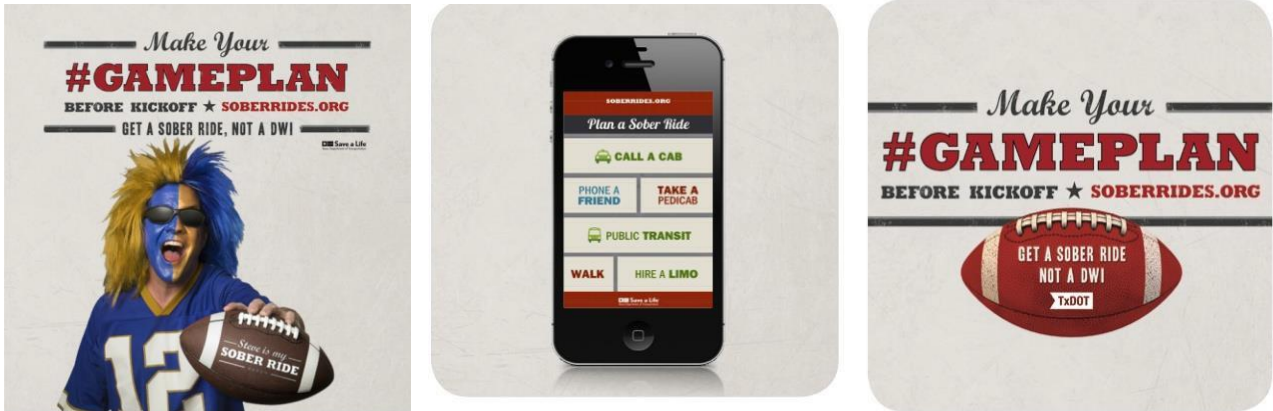 Make Your
#GAMEPLAN
BEFORE KICKOFF ★ SOBERRIDES.ORG
GET A SOBER RIDE, NOT A DWI
Save a Life
12
Steve is my
SOBER RIDE
SOBERRIDES.ORG
Plan a Sober Ride
CALL A CAB
PHONE A
FRIEND
TAKE A
PEDICAB
PUBLIC TRANSIT
WALK
HIRE A LIMO
Save a Life
Make Your
#GAMEPLAN
BEFORE KICKOFF ★ SOBERRIDES.ORG
GET A SOBER RIDE
NOT A DWI
TxDOT